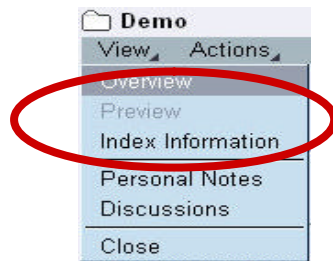 Demo
View Actions
Overview
Preview
Index Information
Personal Notes
Discussions
Close